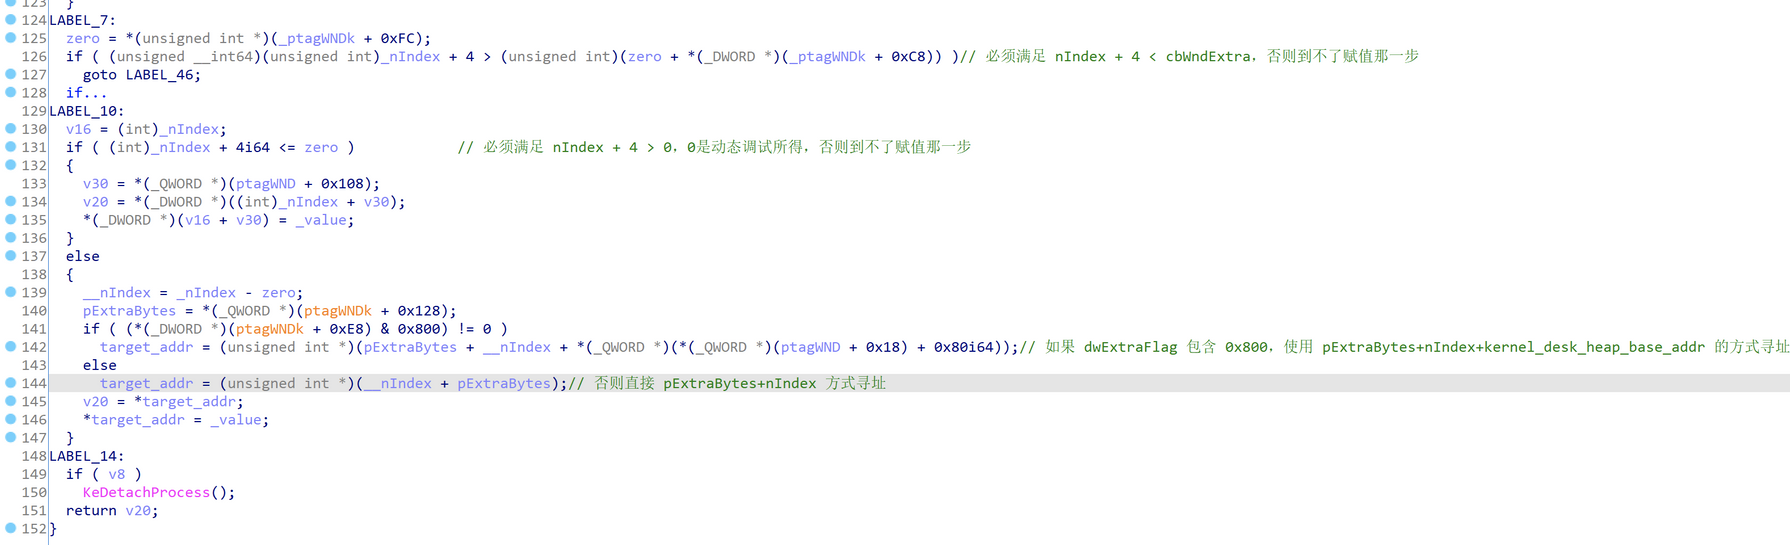 123  }
124 LABEL_7:
125  zero = *(unsigned int *)(_ptagWNDk + 0xFC);
126  if ( (unsigned __int64)(unsigned int)_nIndex + 4 > (unsigned int)(zero + *(_DWORD *)(_ptagWNDk + 0xC8)) )// 必须满足 nIndex + 4 < cbWndExtra，否则到不了赋值那一步
127    goto LABEL_46;
128  if...
129 LABEL_10:
130  v16 = (int)_nIndex;
131  if ( (int)_nIndex + 4i64 <= zero )            // 必须满足 nIndex + 4 > 0，0是动态调试所得，否则到不了赋值那一步
132  {
133    v30 = *(_QWORD *)(ptagWND + 0x108);
134    v20 = *(_DWORD *)((int)_nIndex + v30);
135    *(_DWORD *)(v16 + v30) = _value;
136  }
137  else
138  {
139    __nIndex = _nIndex - zero;
140    pExtraBytes = *(_QWORD *)(ptagWNDk + 0x128);
141    if ( (*(_DWORD *)(ptagWNDk + 0xE8) & 0x800) != 0 )
142      target_addr = (unsigned int *)(pExtraBytes + __nIndex + *(_QWORD *)(*(_QWORD *)(ptagWND + 0x18) + 0x80i64));// 如果 dwExtraFlag 包含 0x800，使用 pExtraBytes+nIndex+kernel_desk_heap_base_addr 的方式寻址
143    else
144      target_addr = (unsigned int *)(__nIndex + pExtraBytes);// 否则直接 pExtraBytes+nIndex 方式寻址
145    v20 = *target_addr;
146    *target_addr = _value;
147  }
148 LABEL_14:
149  if ( v8 )
150    KeDetachProcess();
151  return v20;
152 }